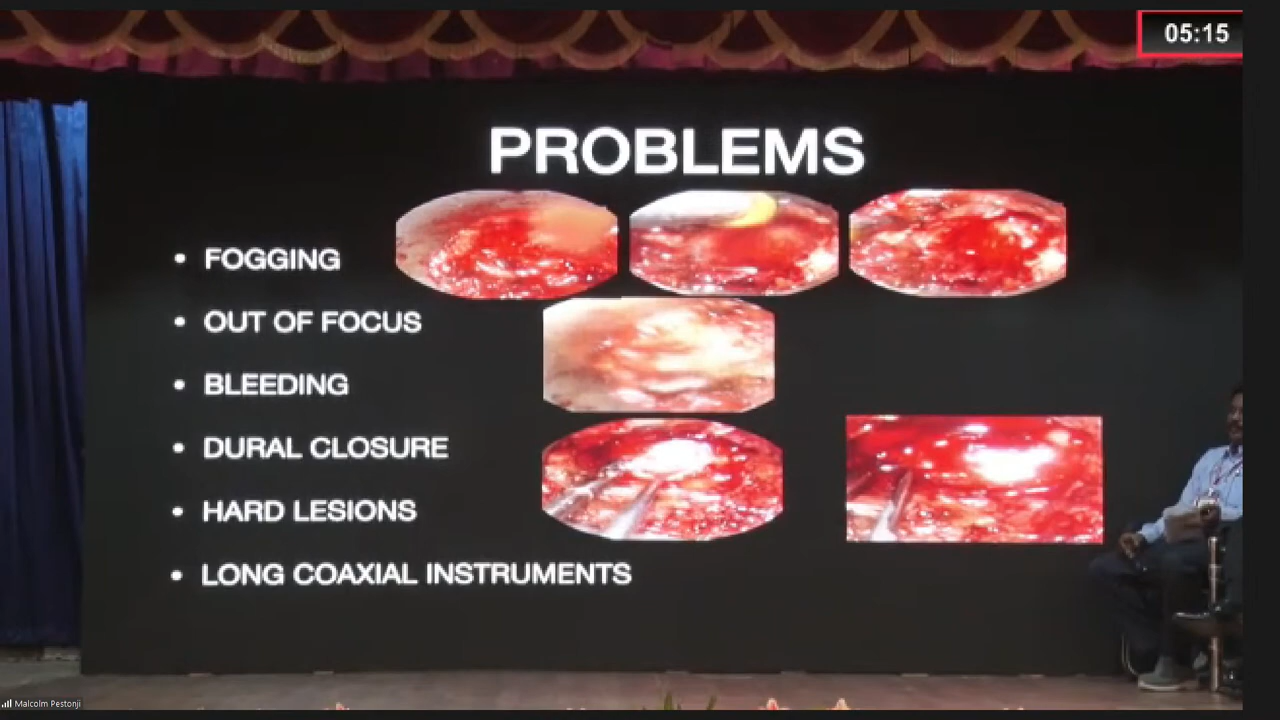 05:15
PROBLEMS
• FOGGING
• OUT OF FOCUS
• BLEEDING
• DURAL CLOSURE
• HARD LESIONS
• LONG COAXIAL INSTRUMENTS
Malcolm Pestonji